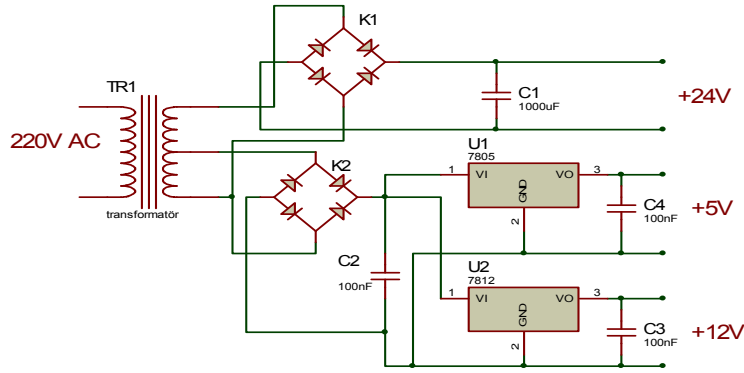 K1
TR1
220V AC
transformatör
C1
1000uF
+24V
K2
U1
7805
1
VI
VO
3
GND
2
C4
100nF
+5V
C2
100nF
U2
7812
1
VI
VO
3
GND
2
C3
100nF
+12V